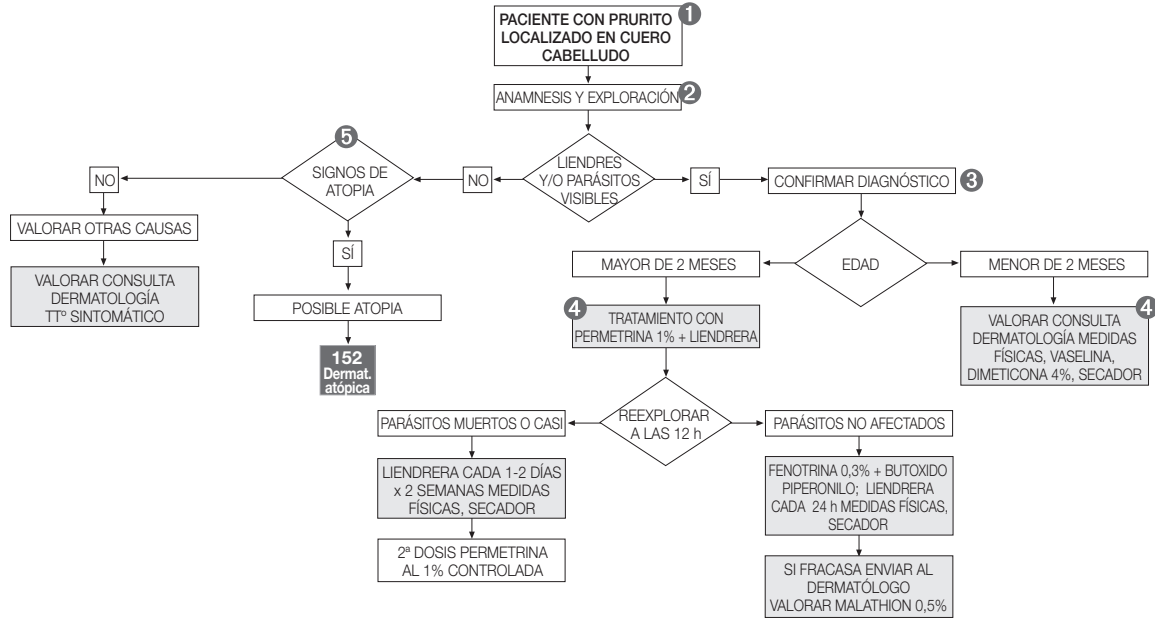 1
PACIENTE CON PRURITO
LOCALIZADO EN CUERO
CABELLUDO
2
ANAMNESIS Y EXPLORACIÓN
5
SIGNOS DE
ATOPIA
LIENDRES
Y/O PARÁSITOS
VISIBLES
NO
NO
SÍ
CONFIRMAR DIAGNÓSTICO
3
VALORAR OTRAS CAUSAS
SÍ
VALORAR CONSULTA
DERMATOLOGÍA
TTº SINTOMÁTICO
POSIBLE ATOPIA
152
Dermat.
atópica
MAYOR DE 2 MESES
EDAD
MENOR DE 2 MESES
4
TRATAMIENTO CON
PERMETRINA 1% + LIENDRERA
4
VALORAR CONSULTA
DERMATOLOGÍA MEDIDAS
FÍSICAS, VASELINA,
DIMETICONA 4%, SECADOR
PARÁSITOS MUERTOS O CASI
REEXPLORAR
A LAS 12 h
PARÁSITOS NO AFECTADOS
LIENDRERA CADA 1-2 DÍAS
x 2 SEMANAS MEDIDAS
FÍSICAS, SECADOR
FENOTRINA 0,3% + BUTOXIDO
PIPERONILO; LIENDRERA
CADA 24 h MEDIDAS FÍSICAS,
SECADOR
2ª DOSIS PERMETRINA
AL 1% CONTROLADA
SI FRACASA ENVIAR AL
DERMATÓLOGO
VALORAR MALATHION 0,5%